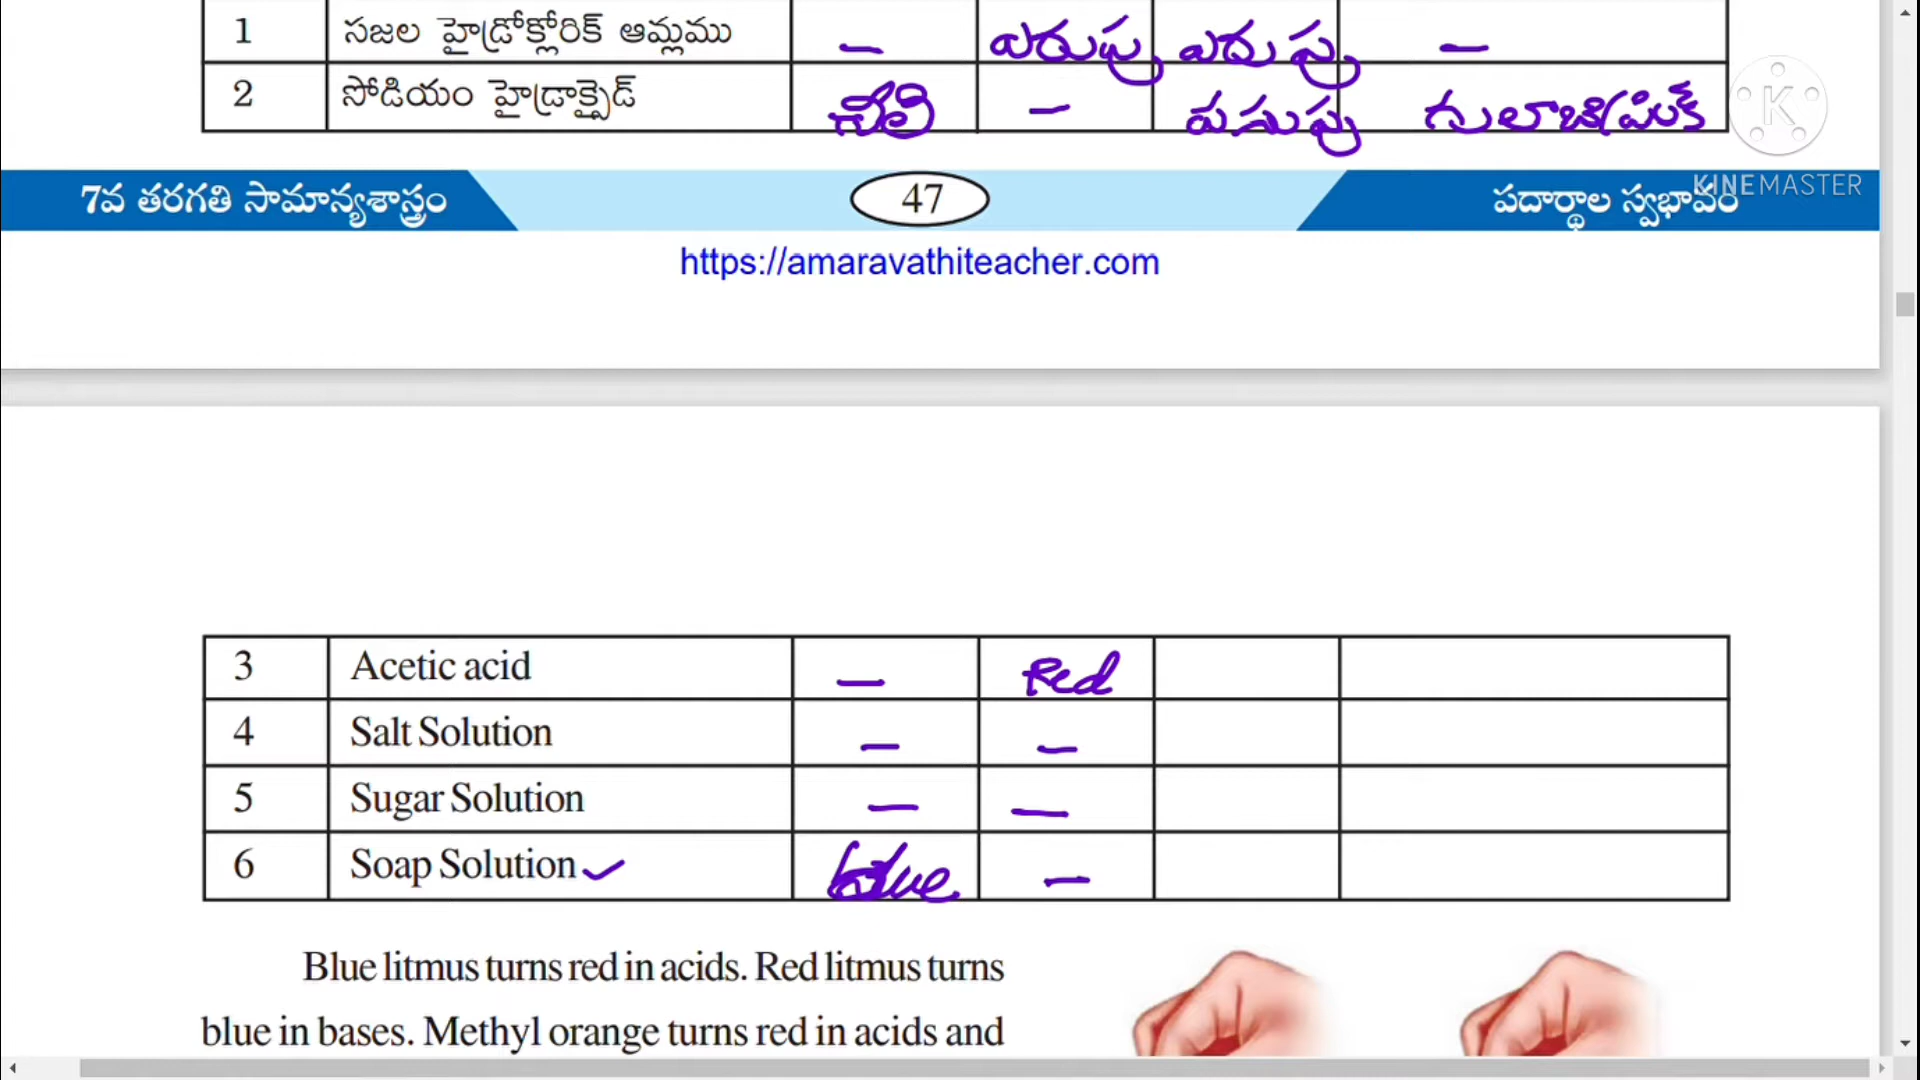 1 సజల హైడ్రోక్లోరిక్ ఆమ్లము – ఎరుపు ఎరుపు –
2 సోడియం హైడ్రాక్సైడ్ నీలి – పసుపు గులాబి/పింక్
KINEMASTER
7వ తరగతి సామాన్యశాస్త్రం 47 పదార్థాల స్వభావం
https://amaravathiteacher.com
3 Acetic acid – Red
4 Salt Solution – –
5 Sugar Solution – –
6 Soap Solution ✓ blue –
Blue litmus turns red in acids. Red litmus turns
blue in bases. Methyl orange turns red in acids and